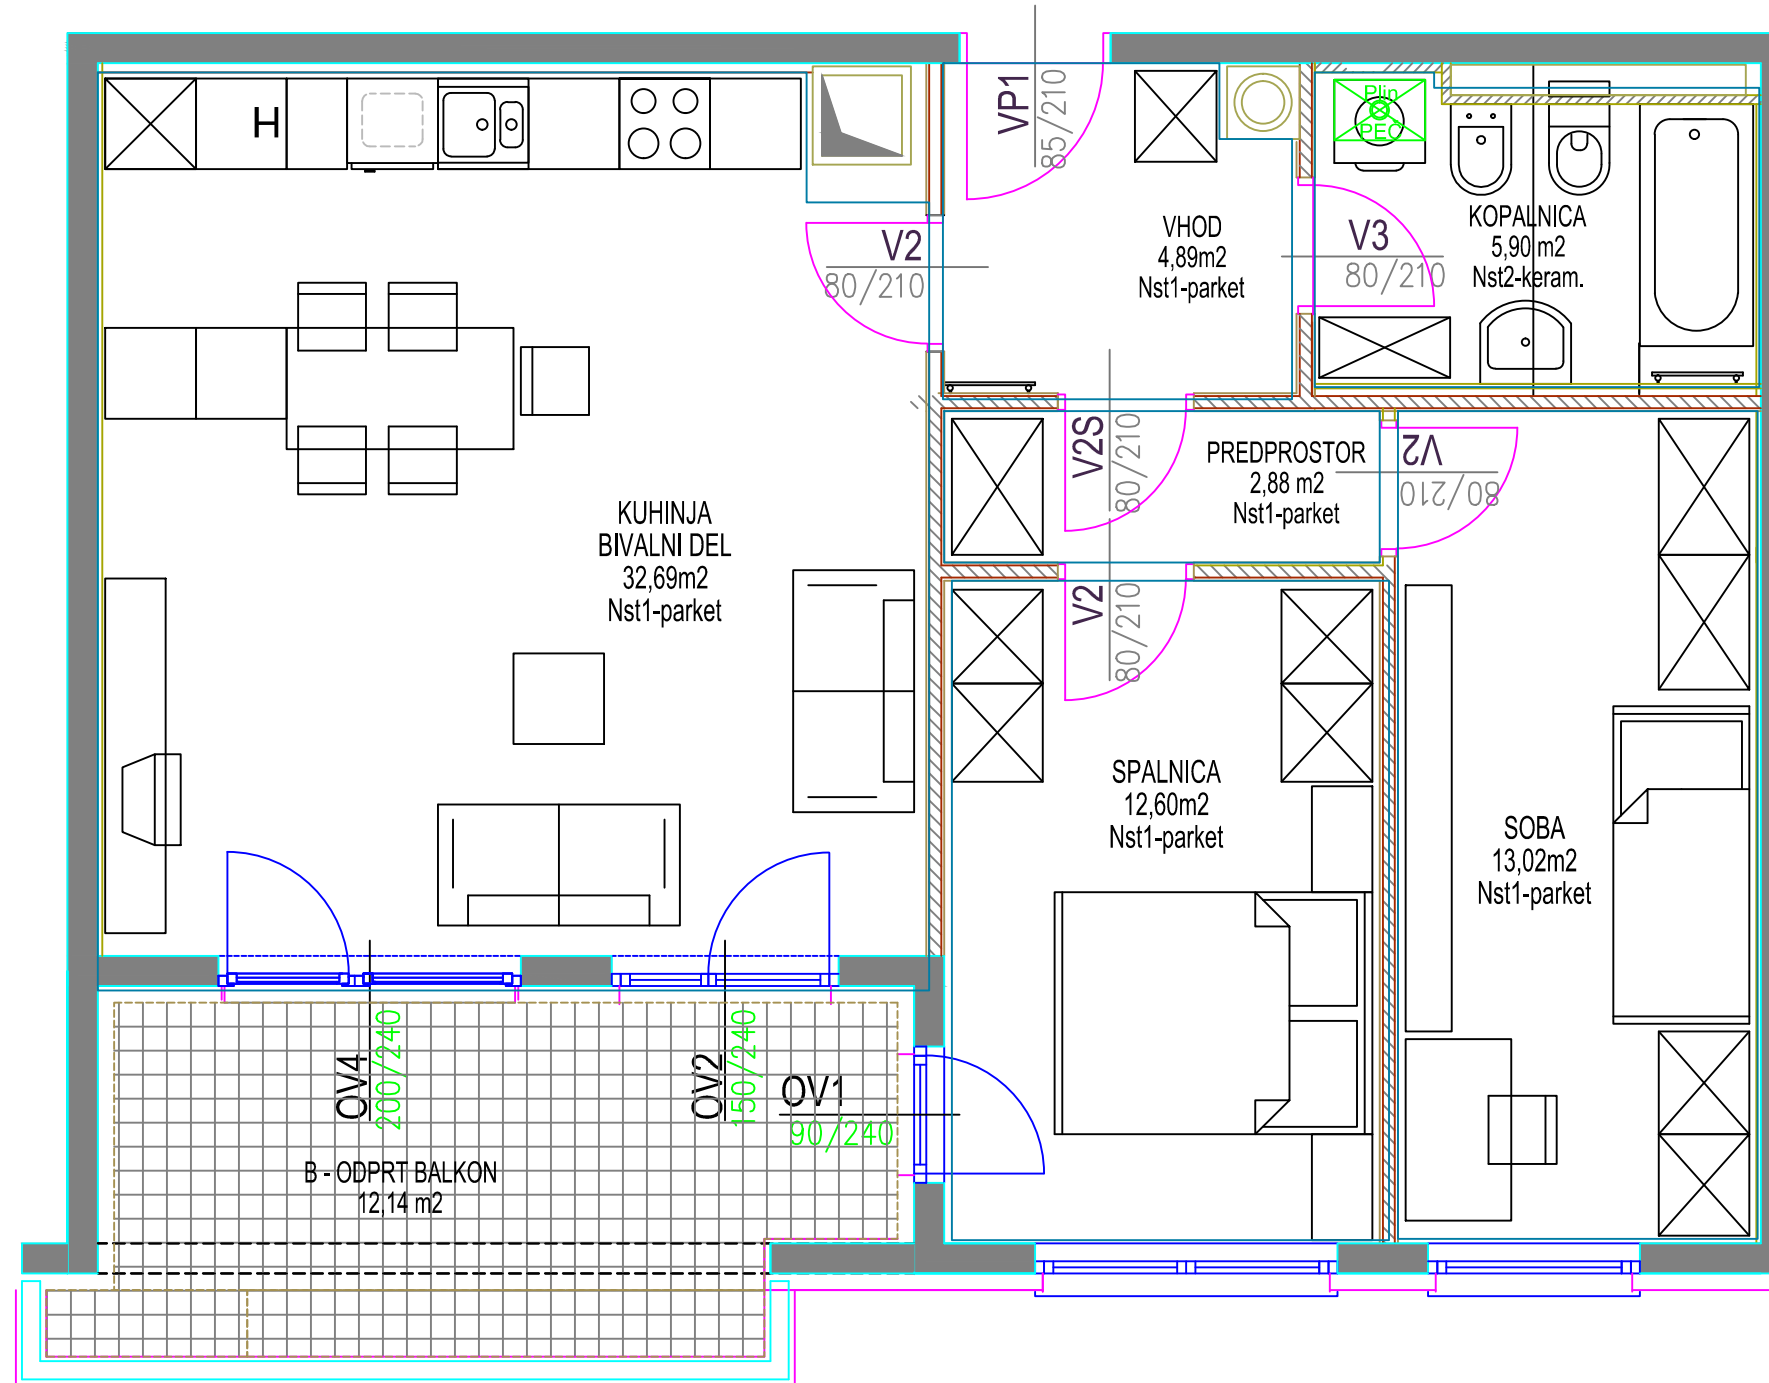 H
VP1
85/210
Plin
PEČ
VHOD
4,89m2
Nst1-parket
V2
80/210
V3
80/210
KOPALNICA
5,90 m2
Nst2-keram.
V2S
80/210
PREDPROSTOR
2,88 m2
Nst1-parket
V2
80/210
KUHINJA
BIVALNI DEL
32,69m2
Nst1-parket
V2
80/210
SPALNICA
12,60m2
Nst1-parket
SOBA
13,02m2
Nst1-parket
OV4
200/240
OV2
150/240
OV1
90/240
B - ODPRT BALKON
12,14 m2